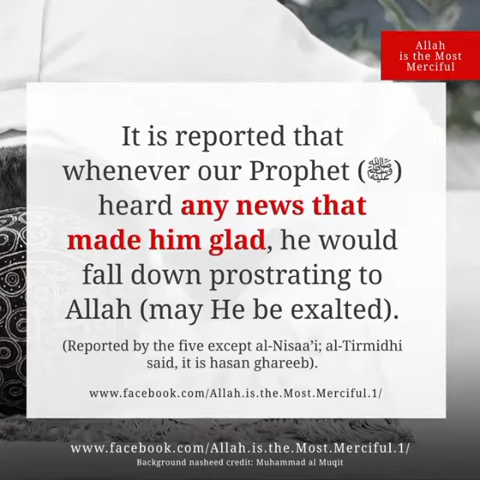 Allah
is the Most
Merciful
It is reported that
whenever our Prophet (ﷺ)
heard any news that
made him glad, he would
fall down prostrating to
Allah (may He be exalted).
(Reported by the five except al-Nisaa’i; al-Tirmidhi
said, it is hasan ghareeb).
www.facebook.com/Allah.is.the.Most.Merciful.1/
www.facebook.com/Allah.is.the.Most.Merciful.1/
Background nasheed credit: Muhammad al Muqit